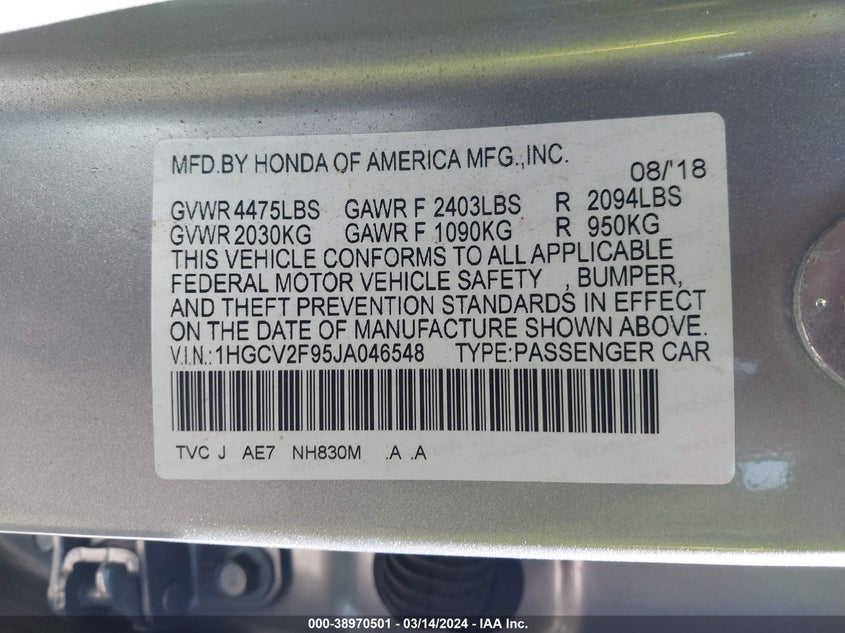 MFD.BY HONDA OF AMERICA MFG.,INC. 08/'18
GVWR 4475LBS GAWR F 2403LBS R 2094LBS
GVWR 2030KG GAWR F 1090KG R 950KG
THIS VEHICLE CONFORMS TO ALL APPLICABLE
FEDERAL MOTOR VEHICLE SAFETY , BUMPER,
AND THEFT PREVENTION STANDARDS IN EFFECT
ON THE DATE OF MANUFACTURE SHOWN ABOVE.
V.I.N.:1HGCV2F95JA046548 TYPE:PASSENGER CAR
TVC J AE7 NH830M .A .A
000-38970501 - 03/14/2024 - IAA Inc.